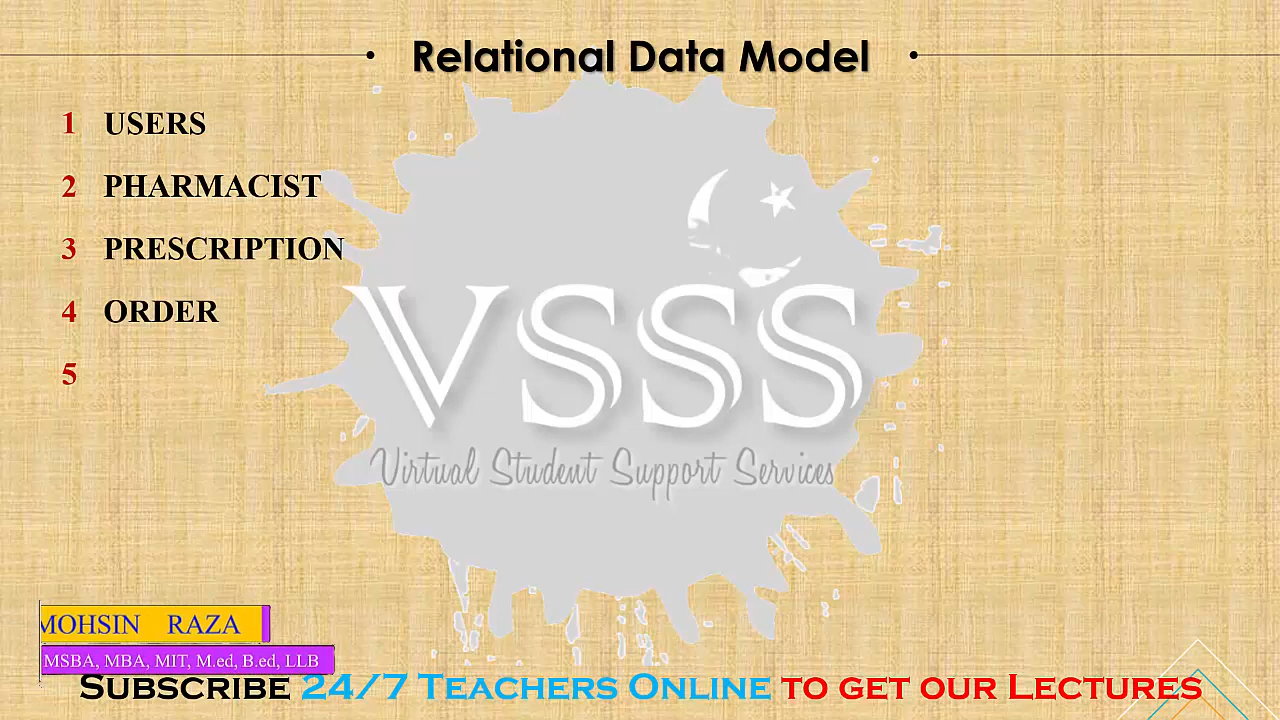 Relational Data Model
1 USERS
2 PHARMACIST
3 PRESCRIPTION
4 ORDER
5
VSSS
Virtual Student Support Services
MOHSIN RAZA
MSBA, MBA, MIT, M.ed, B.ed, LLB
SUBSCRIBE 24/7 TEACHERS ONLINE TO GET OUR LECTURES